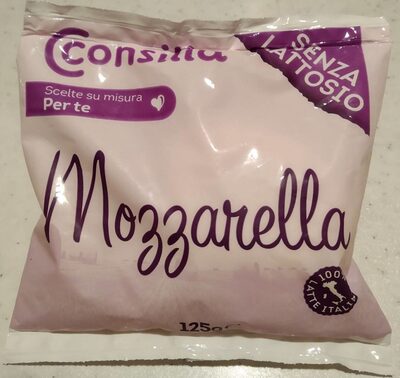 Consilia
SENZA
LATTOSIO
Scelte su misura
Per te
Mozzarella
100%
LATTE ITALIANO
125g